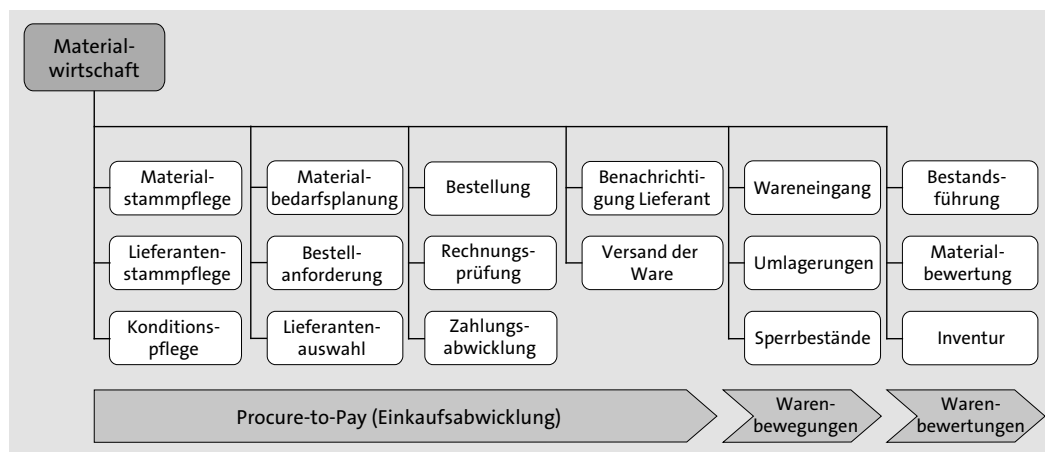 Material-
wirtschaft
Material-
stammpflege
Lieferanten-
stammpflege
Konditions-
pflege
Material-
bedarfsplanung
Bestell-
anforderung
Lieferanten-
auswahl
Bestellung
Rechnungs-
prüfung
Zahlungs-
abwicklung
Benachrichti-
gung Lieferant
Versand der
Ware
Wareneingang
Umlagerungen
Sperrbestände
Bestands-
führung
Material-
bewertung
Inventur
Procure-to-Pay (Einkaufsabwicklung)
Waren-
bewegungen
Waren-
bewertungen